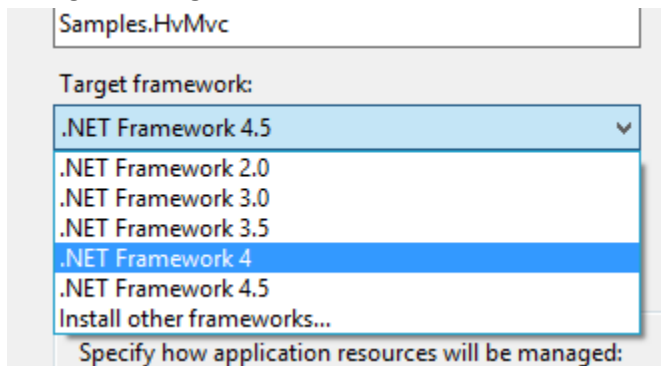 Samples.HvMvc
Target framework:
.NET Framework 4.5
.NET Framework 2.0
.NET Framework 3.0
.NET Framework 3.5
.NET Framework 4
.NET Framework 4.5
Install other frameworks...
Specify how application resources will be managed: